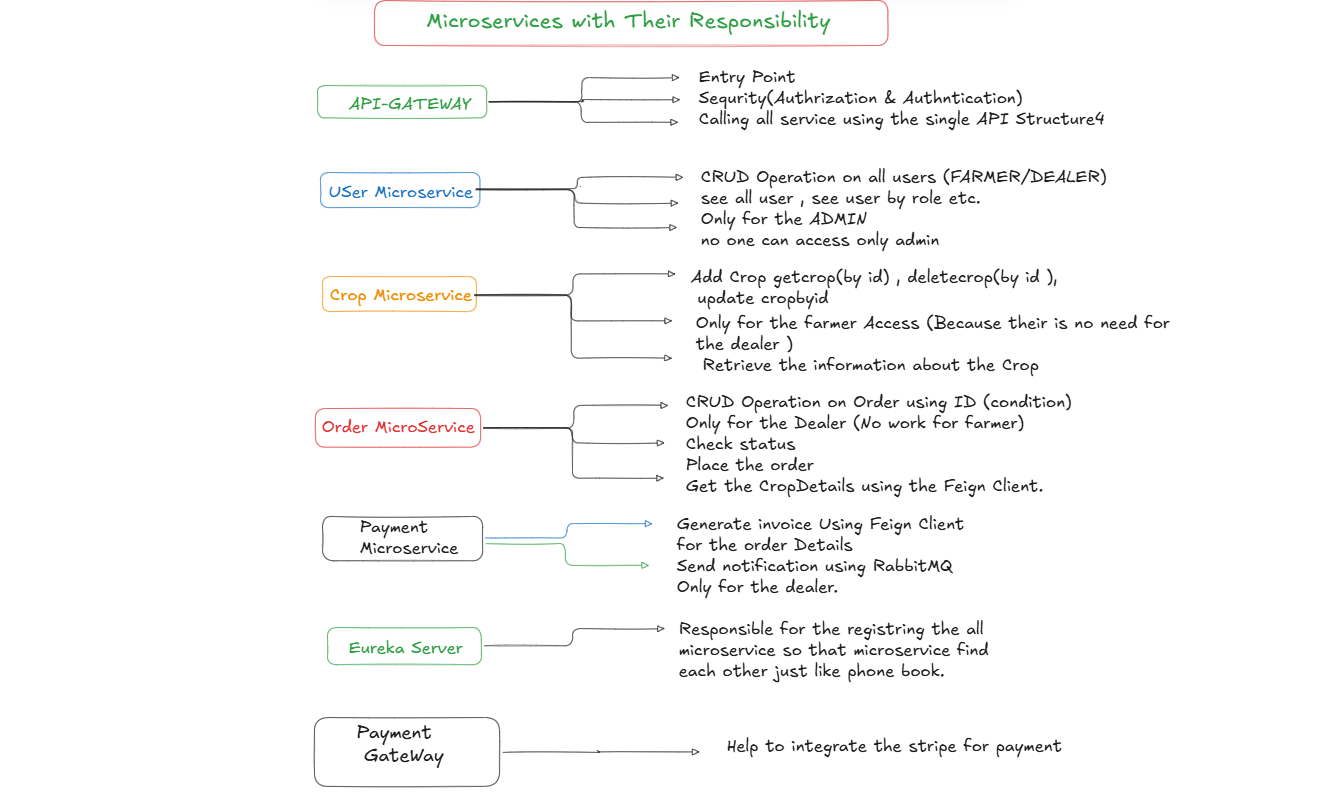 Microservices with Their Responsibility
API-GATEWAY
Entry Point
Sequrity(Authrization & Authntication)
Calling all service using the single API Structure4
USer Microservice
CRUD Operation on all users (FARMER/DEALER)
see all user , see user by role etc.
Only for the ADMIN
no one can access only admin
Crop Microservice
Add Crop getcrop(by id) , deletecrop(by id ),
update cropbyid
Only for the farmer Access (Because their is no need for
the dealer )
Retrieve the information about the Crop
Order MicroService
CRUD Operation on Order using ID (condition)
Only for the Dealer (No work for farmer)
Check status
Place the order
Get the CropDetails using the Feign Client.
Payment
Microservice
Generate invoice Using Feign Client
for the order Details
Send notification using RabbitMQ
Only for the dealer.
Eureka Server
Responsible for the registring the all
microservice so that microservice find
each other just like phone book.
Payment
GateWay
Help to integrate the stripe for payment